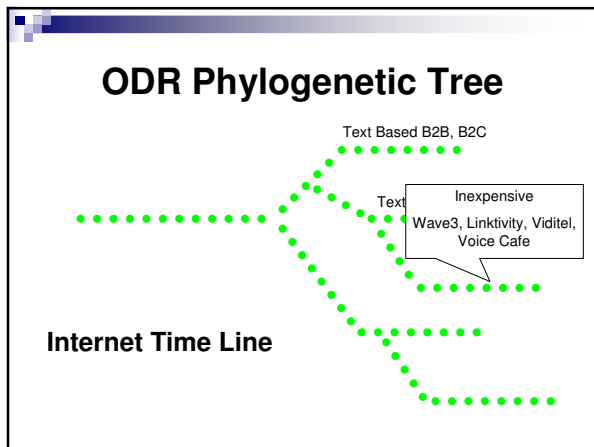 ODR Phylogenetic Tree
Text Based B2B, B2C
Text
Inexpensive
Wave3, Linktivity, Viditel,
Voice Cafe
Internet Time Line